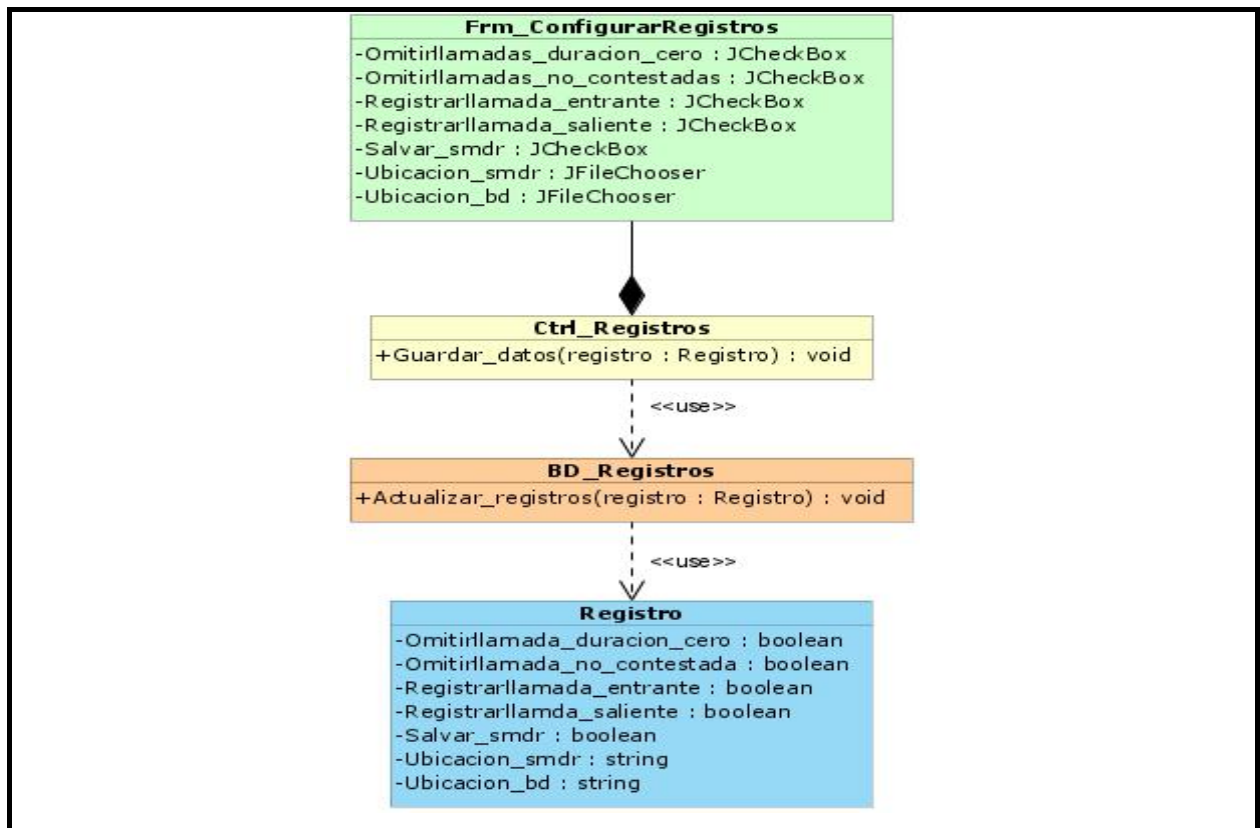 Frm_ConfigurarRegistros
-Omitirllamadas_duracion_cero : JCheckBox
-Omitirllamadas_no_contestadas : JCheckBox
-Registrarllamada_entrante : JCheckBox
-Registrarllamada_saliente : JCheckBox
-Salvar_smdr : JCheckBox
-Ubicacion_smdr : JFileChooser
-Ubicacion_bd : JFileChooser
Ctrl_Registros
+Guardar_datos(registro : Registro) : void
<<use>>
BD_Registros
+Actualizar_registros(registro : Registro) : void
<<use>>
Registro
-Omitirllamada_duracion_cero : boolean
-Omitirllamada_no_contestada : boolean
-Registrarllamada_entrante : boolean
-Registrarllamda_saliente : boolean
-Salvar_smdr : boolean
-Ubicacion_smdr : string
-Ubicacion_bd : string